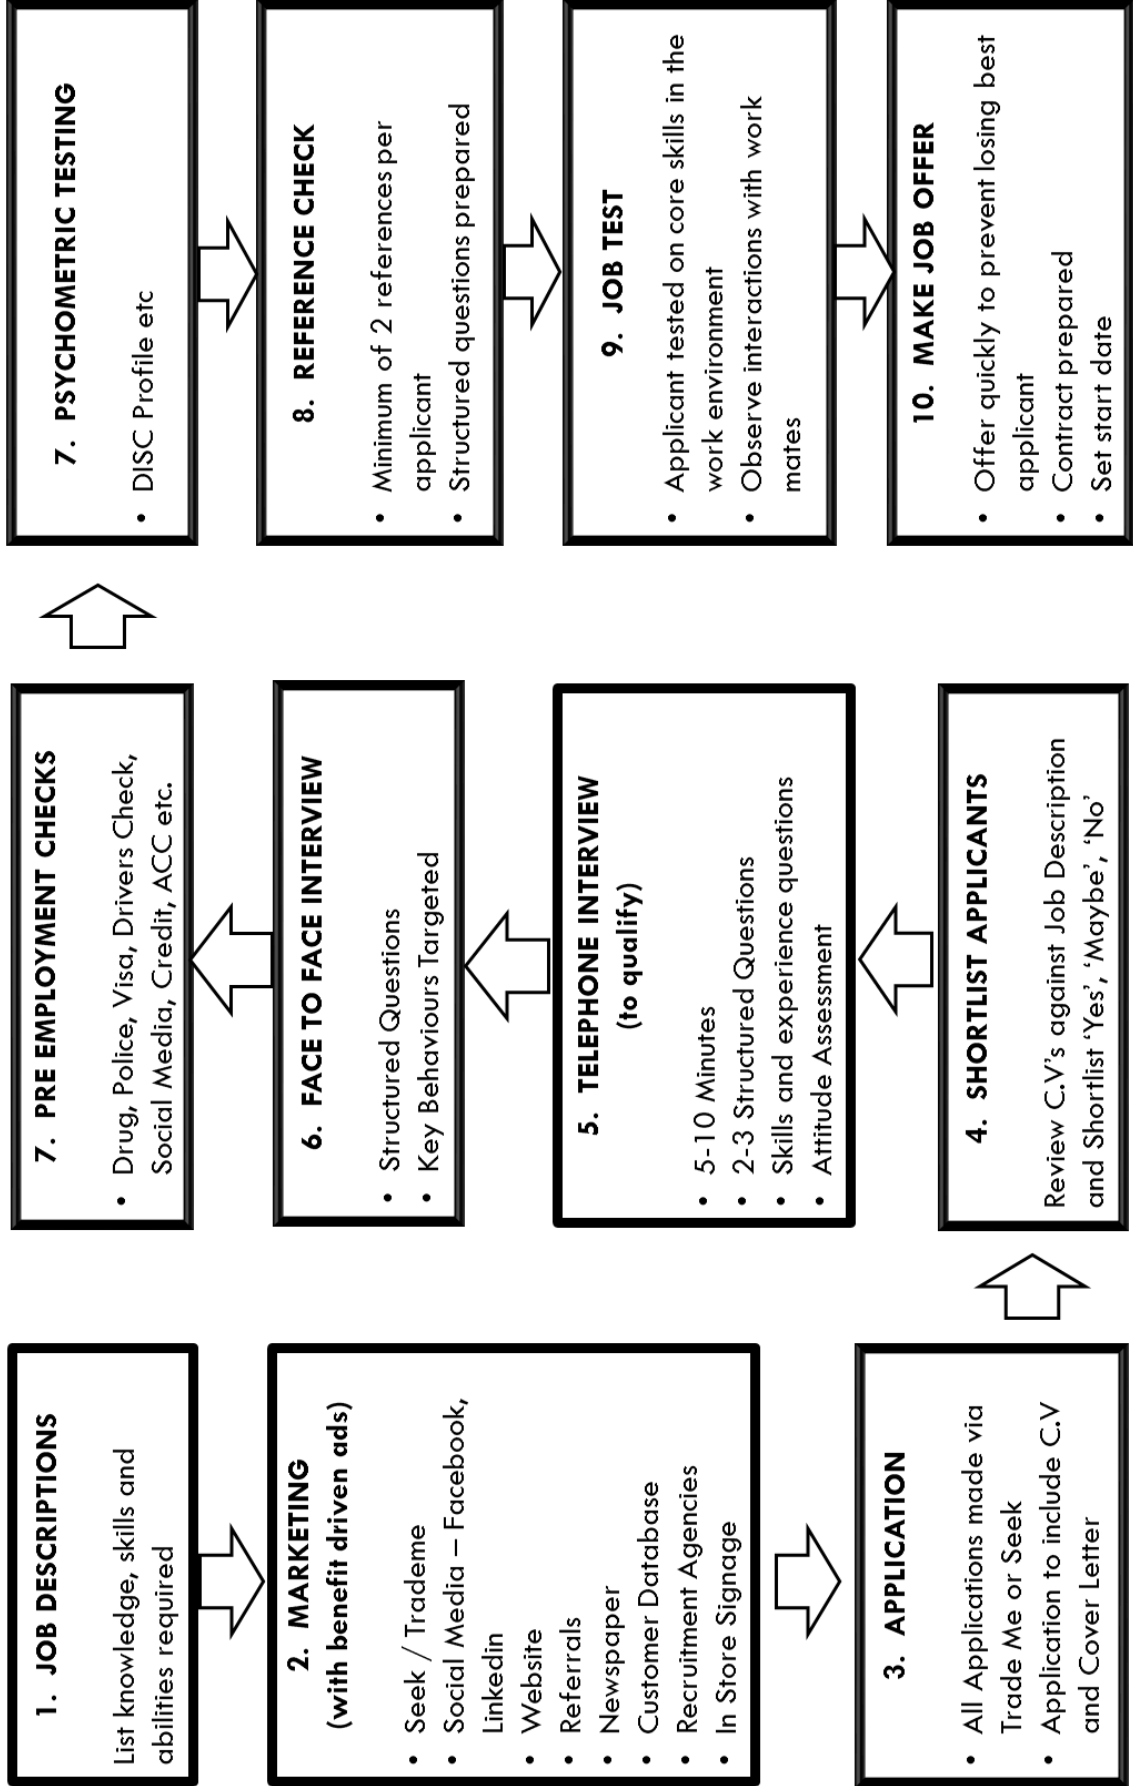 1. JOB DESCRIPTIONS
List knowledge, skills and
abilities required
2. MARKETING
(with benefit driven ads)
• Seek / Trademe
• Social Media – Facebook,
Linkedin
• Website
• Referrals
• Newspaper
• Customer Database
• Recruitment Agencies
• In Store Signage
3. APPLICATION
• All Applications made via
Trade Me or Seek
• Application to include C.V
and Cover Letter
4. SHORTLIST APPLICANTS
Review C.V's against Job Description
and Shortlist ‘Yes’, ‘Maybe’, ‘No’
5. TELEPHONE INTERVIEW
(to qualify)
• 5-10 Minutes
• 2-3 Structured Questions
• Skills and experience questions
• Attitude Assessment
6. FACE TO FACE INTERVIEW
• Structured Questions
• Key Behaviours Targeted
7. PRE EMPLOYMENT CHECKS
• Drug, Police, Visa, Drivers Check,
Social Media, Credit, ACC etc.
7. PSYCHOMETRIC TESTING
• DISC Profile etc
8. REFERENCE CHECK
• Minimum of 2 references per
applicant
• Structured questions prepared
9. JOB TEST
• Applicant tested on core skills in the
work environment
• Observe interactions with work
mates
10. MAKE JOB OFFER
• Offer quickly to prevent losing best
applicant
• Contract prepared
• Set start date